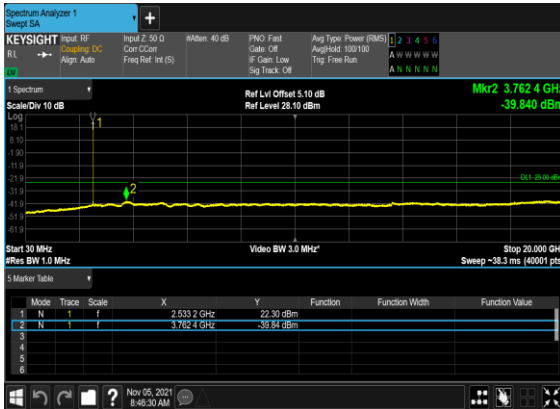 Spectrum Analyzer 1
Swept SA
+
KEYSIGHT Input: RF Input Z: 50 Ω #Atten: 40 dB PNO: Fast Avg Type: Power (RMS) 1 2 3 4 5 6
RL Coupling: DC Corr CCorr Gate: Off Avg|Hold: 100/100 A W W W W W
Align: Auto Freq Ref: Int (S) IF Gain: Low Trig: Free Run
Sig Track: Off A N N N N N
LXI
1 Spectrum Ref Lvl Offset 5.10 dB Mkr2 3.762 4 GHz
Scale/Div 10 dB Ref Level 28.10 dBm -39.840 dBm
Log
18.1
1
8.10
-1.90
-11.9
-21.9
DL1 -25.00 dBm
-31.9
2
-41.9
-51.9
-61.9
Start 30 MHz Video BW 3.0 MHz* Stop 20.000 GHz
#Res BW 1.0 MHz Sweep ~38.3 ms (40001 pts)
5 Marker Table
Mode Trace Scale X Y Function Function Width Function Value
1 N 1 f 2.533 2 GHz 22.30 dBm
2 N 1 f 3.762 4 GHz -39.84 dBm
3
4
5
6
? Nov 05, 2021
8:46:30 AM